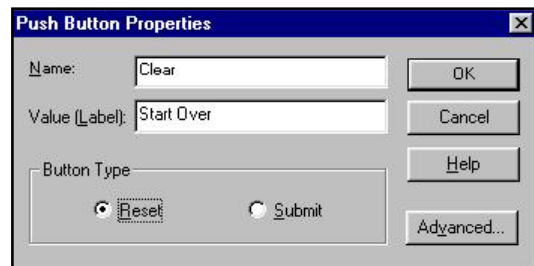 Push Button Properties
Name: Clear
OK
Value (Label): Start Over
Cancel
Help
Button Type
Reset Submit
Advanced...